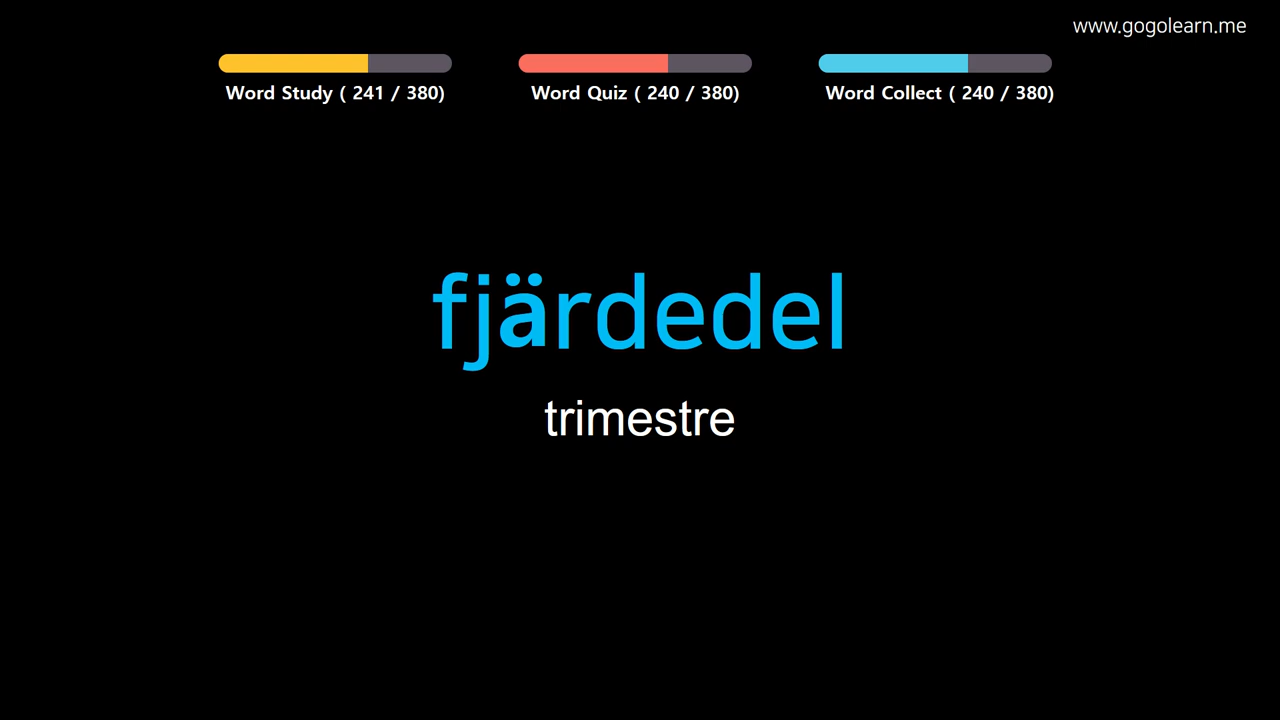 www.gogolearn.me
Word Study ( 241 / 380)
Word Quiz ( 240 / 380)
Word Collect ( 240 / 380)
fjärdedel
trimestre